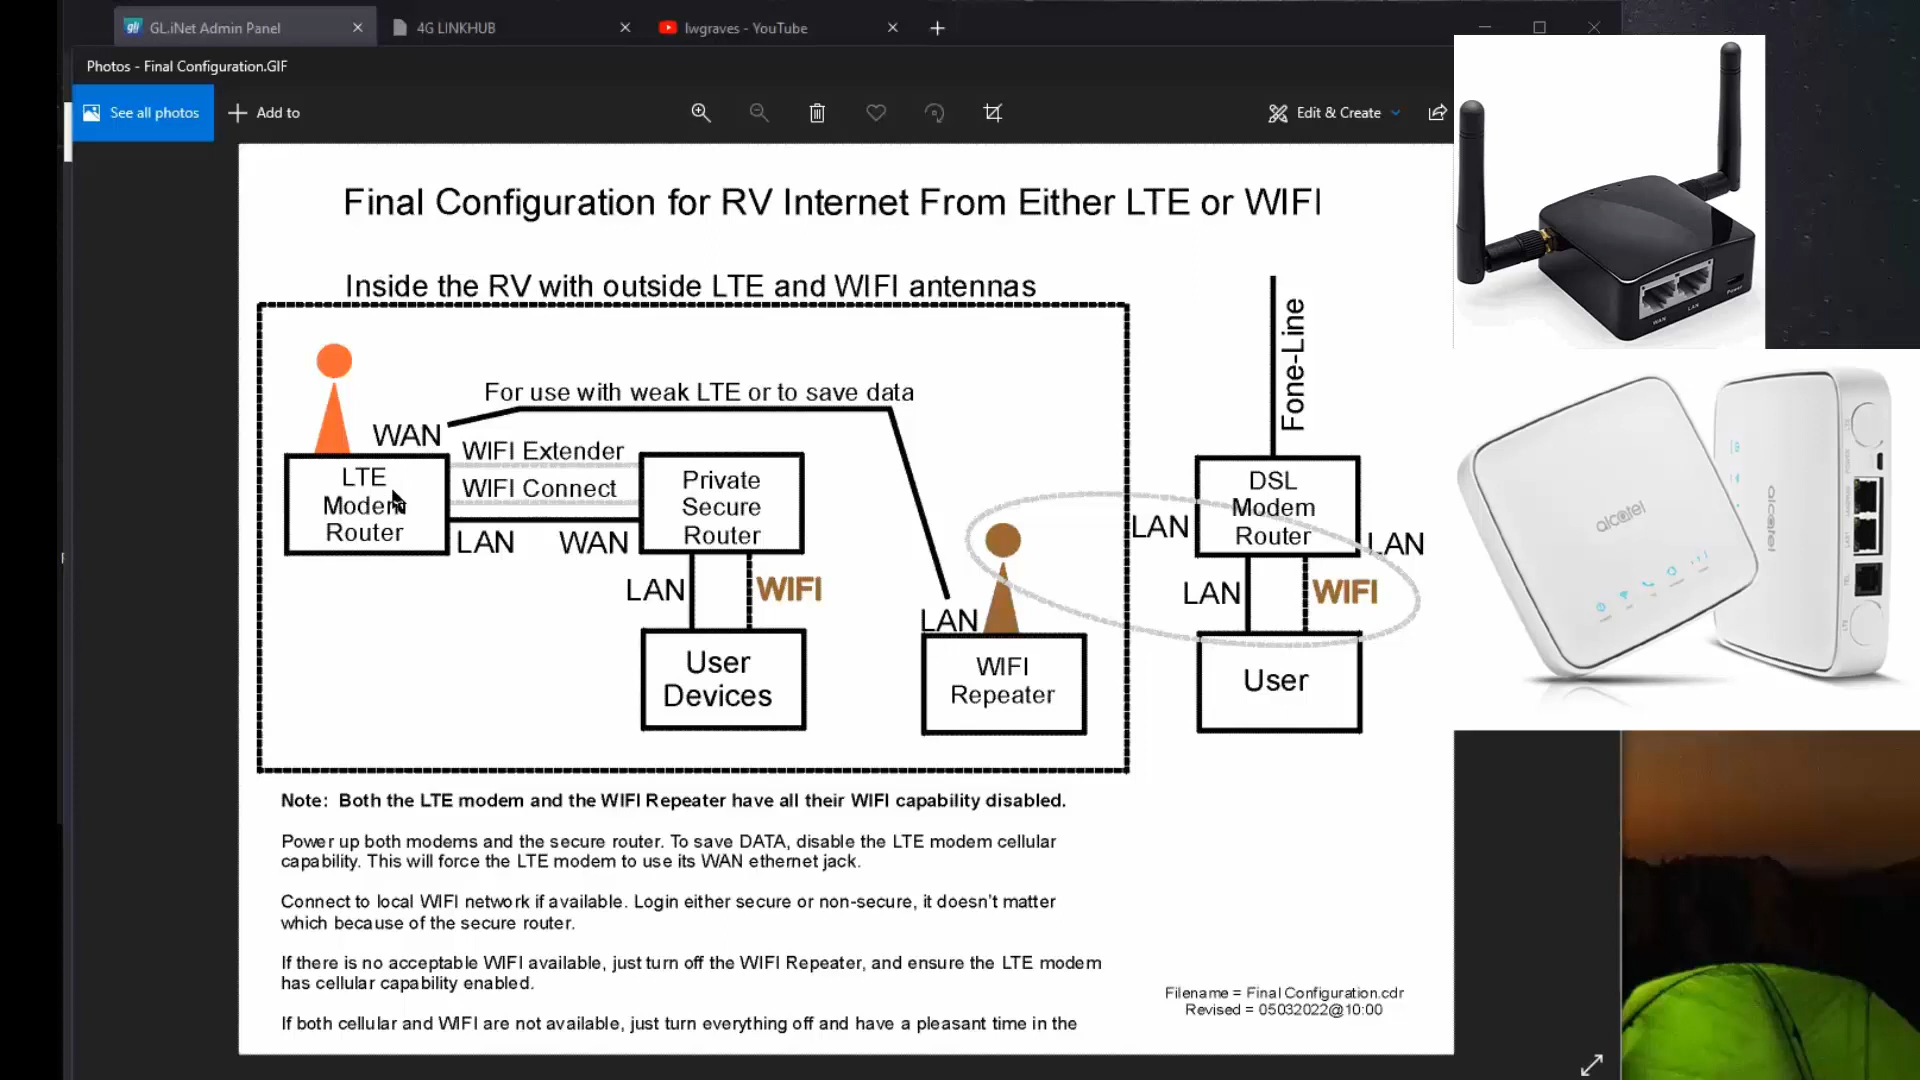 GL.iNet Admin Panel
4G LINKHUB
lwgraves - YouTube
Photos - Final Configuration.GIF
See all photos
Add to
Edit & Create
Final Configuration for RV Internet From Either LTE or WIFI
Inside the RV with outside LTE and WIFI antennas
Fone-Line
For use with weak LTE or to save data
WAN
WIFI Extender
WIFI Connect
LTE
Modem
Router
LAN
WAN
Private
Secure
Router
LAN
WIFI
User
Devices
LAN
WIFI
Repeater
LAN
DSL
Modem
Router
LAN
LAN
WIFI
User
Note: Both the LTE modem and the WIFI Repeater have all their WIFI capability disabled.
Power up both modems and the secure router. To save DATA, disable the LTE modem cellular
capability. This will force the LTE modem to use its WAN ethernet jack.
Connect to local WIFI network if available. Login either secure or non-secure, it doesn't matter
which because of the secure router.
If there is no acceptable WIFI available, just turn off the WIFI Repeater, and ensure the LTE modem
has cellular capability enabled.
If both cellular and WIFI are not available, just turn everything off and have a pleasant time in the
Filename = Final Configuration.cdr
Revised = 05032022@10:00
WAN
LAN
Power
alcatel
alcatel